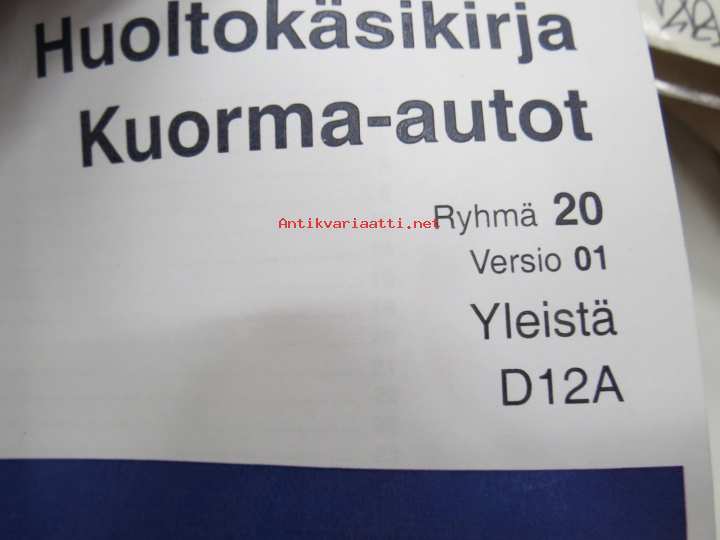 Huoltokäsikirja
Kuorma-autot
Ryhmä 20
Antikvariaatti.net
Versio 01
Yleistä
D12A